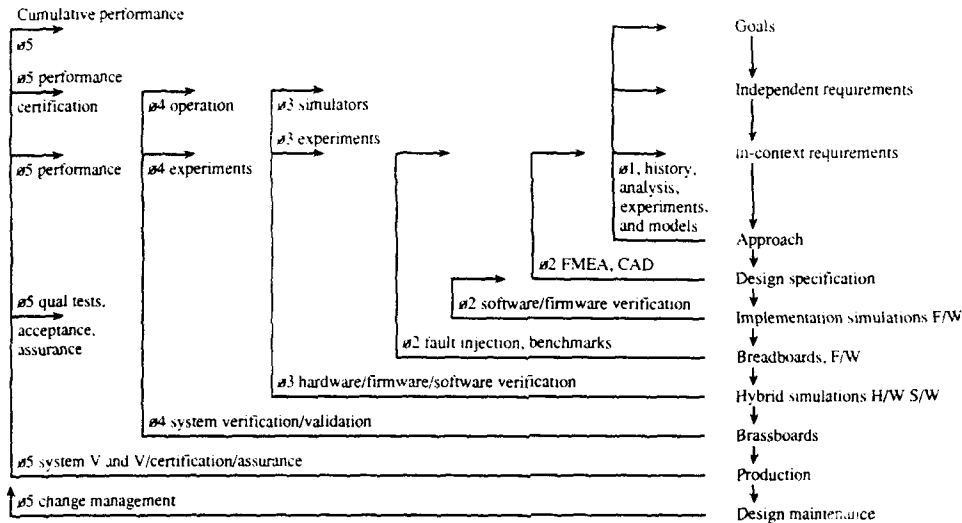 Cumulative performance
Goals
ø5
ø5 performance
certification
ø4 operation
ø3 simulators
Independent requirements
ø3 experiments
In-context requirements
ø5 performance
ø4 experiments
ø1, history,
analysis,
experiments,
and models
Approach
ø2 FMEA, CAD
Design specification
ø5 qual tests,
acceptance,
assurance
ø2 software/firmware verification
Implementation simulations F/W
ø2 fault injection, benchmarks
Breadboards, F/W
ø3 hardware/firmware/software verification
Hybrid simulations H/W S/W
ø4 system verification/validation
Brassboards
ø5 system V and V/certification/assurance
Production
ø5 change management
Design maintenance